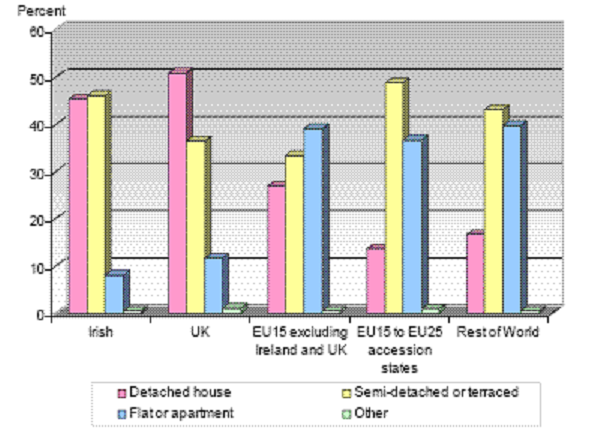 Percent
60
50
40
30
20
10
0
Irish
UK
EU15 excluding
Ireland and UK
EU15 to EU25
accession
states
Rest of World
Detached house
Semi-detached or terraced
Flat or apartment
Other